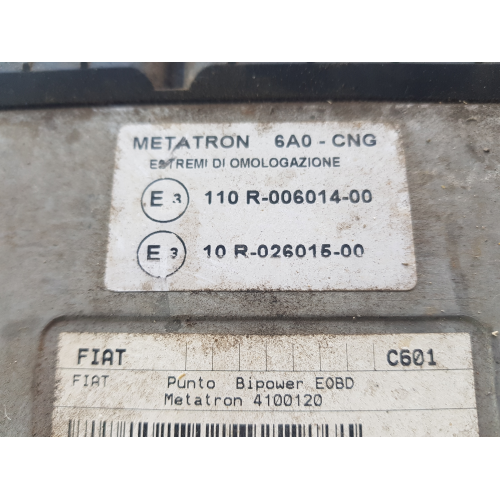 METATRON 6A0 - CNG
ESTREMI DI OMOLOGAZIONE
E 3 110 R-006014-00
E 3 10 R-026015-00
FIAT C601
FIAT Punto Bipower EOBD
Metatron 4100120